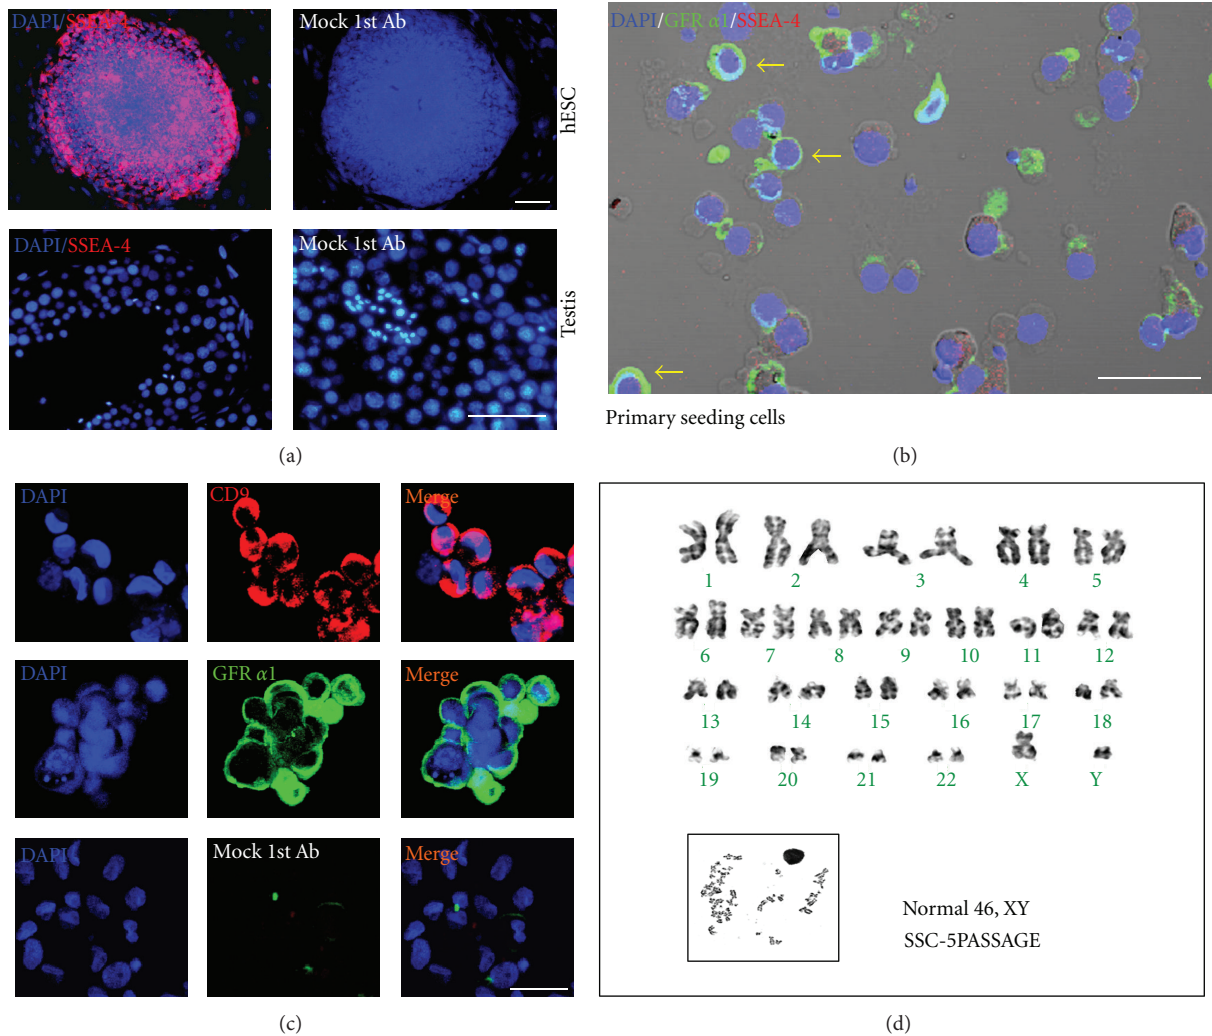 DAPI/SSEA-4
Mock 1st Ab
hESC
DAPI/SSEA-4
Mock 1st Ab
Testis
(a)
DAPI/GFR α1/SSEA-4
Primary seeding cells
(b)
DAPI
CD9
Merge
DAPI
GFR α1
Merge
DAPI
Mock 1st Ab
Merge
(c)
1 2 3 4 5
6 7 8 9 10 11 12
13 14 15 16 17 18
19 20 21 22 X Y
Normal 46, XY
SSC-5PASSAGE
(d)